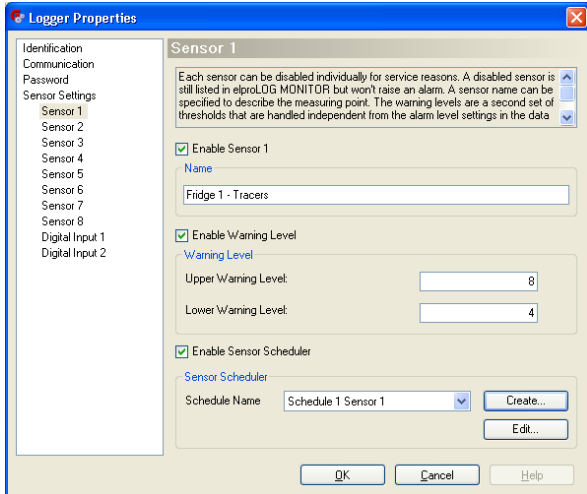 Logger Properties
Identification
Communication
Password
Sensor Settings
Sensor 1
Sensor 2
Sensor 3
Sensor 4
Sensor 5
Sensor 6
Sensor 7
Sensor 8
Digital Input 1
Digital Input 2
Sensor 1
Each sensor can be disabled individually for service reasons. A disabled sensor is
still listed in elproLOG MONITOR but won't raise an alarm. A sensor name can be
specified to describe the measuring point. The warning levels are a second set of
thresholds that are handled independent from the alarm level settings in the data
Enable Sensor 1
Name
Fridge 1 - Tracers
Enable Warning Level
Warning Level
Upper Warning Level: 8
Lower Warning Level: 4
Enable Sensor Scheduler
Sensor Scheduler
Schedule Name Schedule 1 Sensor 1 Create...
Edit...
OK Cancel Help